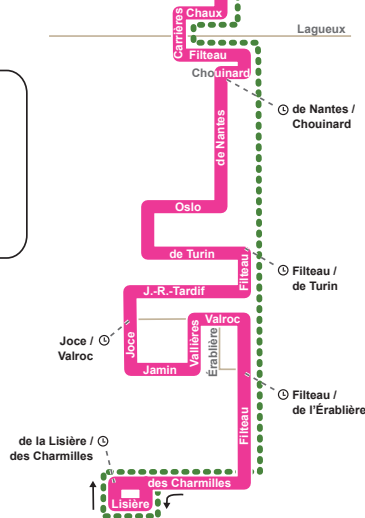 Chaux
Lagueux
Carrières
Filteau
Chouinard
de Nantes /
Chouinard
de Nantes
Oslo
de Turin
Filteau
Filteau /
de Turin
J.-R.-Tardif
Joce /
Valroc
Joce
Vallières
Valroc
Érablière
Jamin
Filteau /
de l'Érablière
Filteau
de la Lisière /
des Charmilles
des Charmilles
Lisière